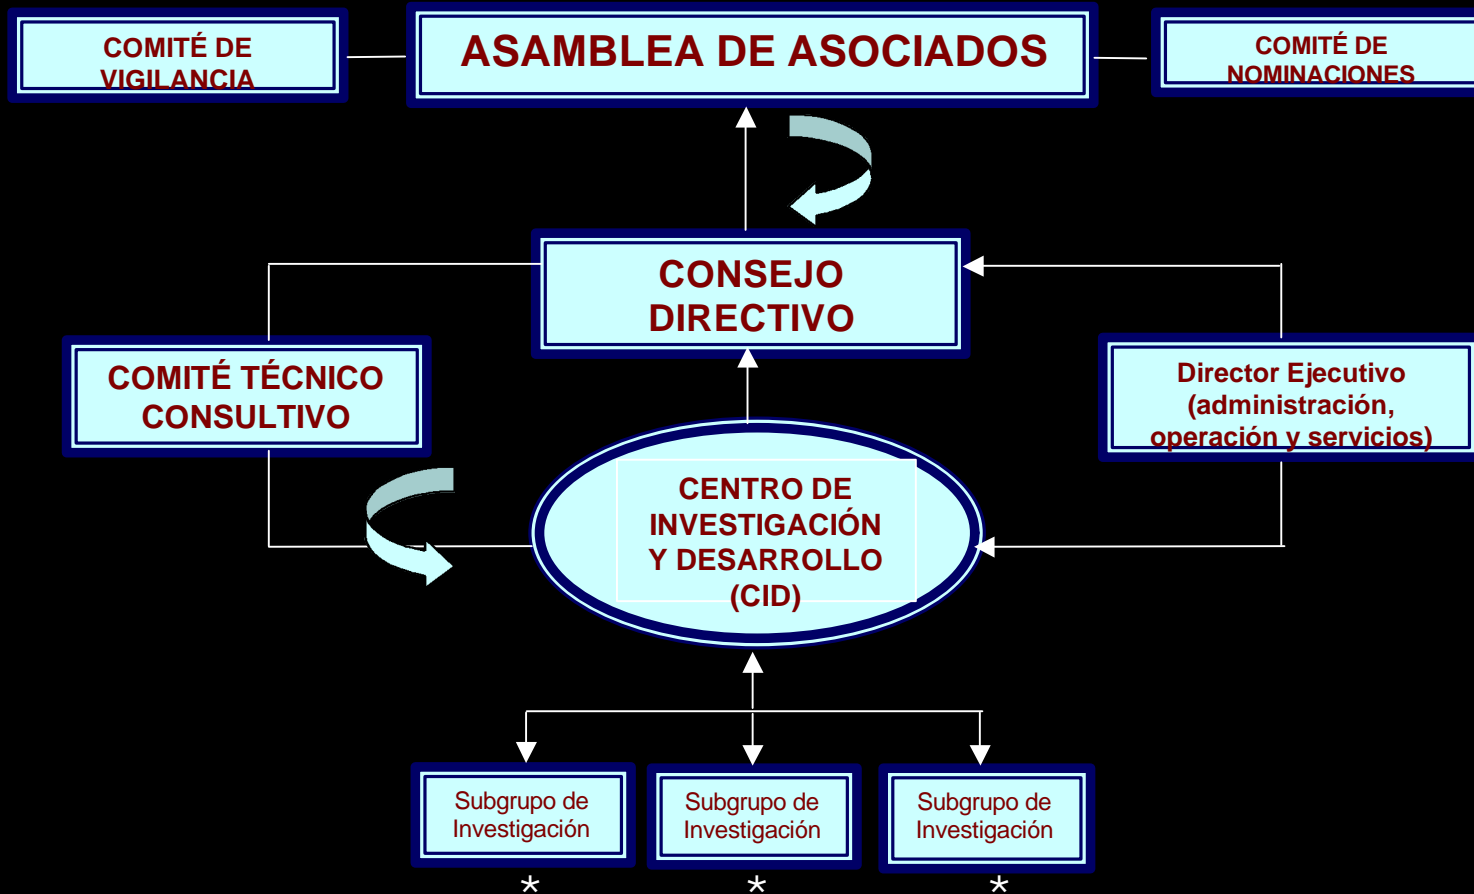 COMITÉ DE
VIGILANCIA
ASAMBLEA DE ASOCIADOS
COMITÉ DE
NOMINACIONES
CONSEJO
DIRECTIVO
COMITÉ TÉCNICO
CONSULTIVO
Director Ejecutivo
(administración,
operación y servicios)
CENTRO DE
INVESTIGACIÓN
Y DESARROLLO
(CID)
Subgrupo de
Investigación
Subgrupo de
Investigación
Subgrupo de
Investigación
* * *